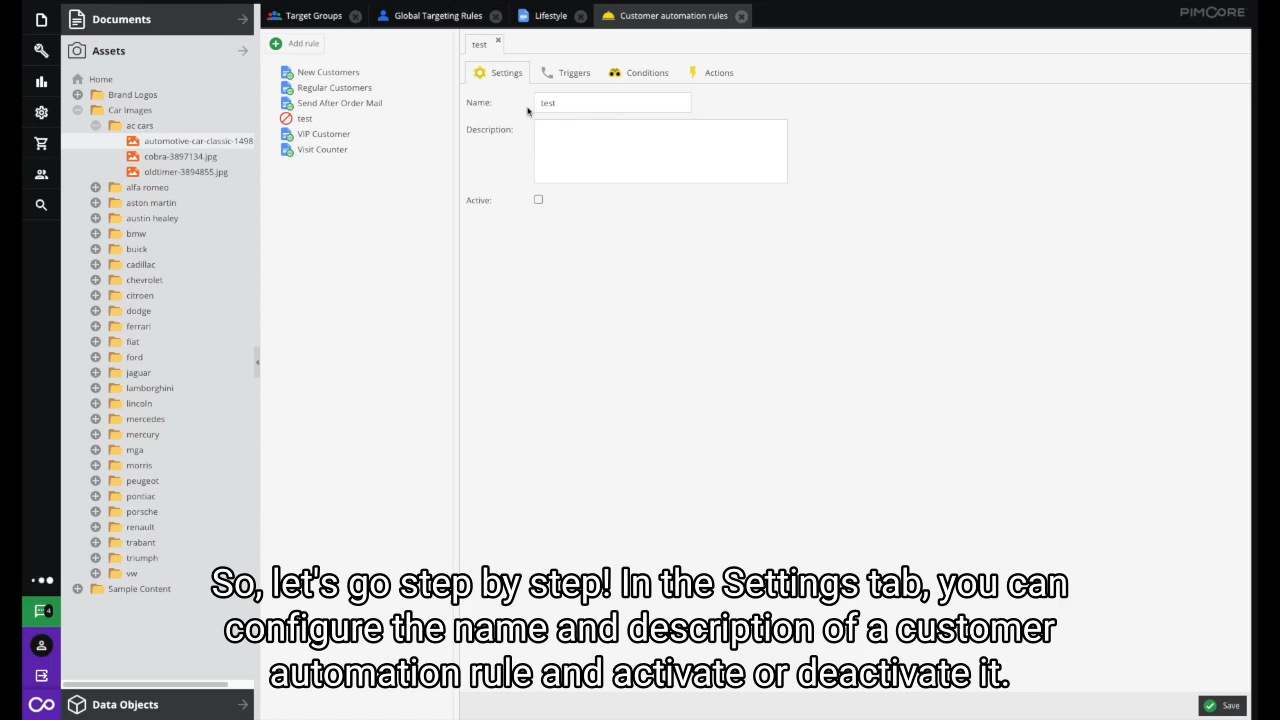 Documents
Assets
Home
Brand Logos
Car Images
ac cars
automotive-car-classic-1498
cobra-3897134.jpg
oldtimer-3894855.jpg
alfa romeo
aston martin
austin healey
bmw
buick
cadillac
chevrolet
citroen
dodge
ferrari
fiat
ford
jaguar
lamborghini
lincoln
mercedes
mercury
mga
morris
peugeot
pontiac
porsche
renault
trabant
triumph
vw
Sample Content
Data Objects
4
Target Groups
Global Targeting Rules
Lifestyle
Customer automation rules
PIMCORE
Add rule
New Customers
Regular Customers
Send After Order Mail
test
VIP Customer
Visit Counter
test
Settings
Triggers
Conditions
Actions
Name:
test
Description:
Active:
Save
So, let's go step by step! In the Settings tab, you can
configure the name and description of a customer
automation rule and activate or deactivate it.